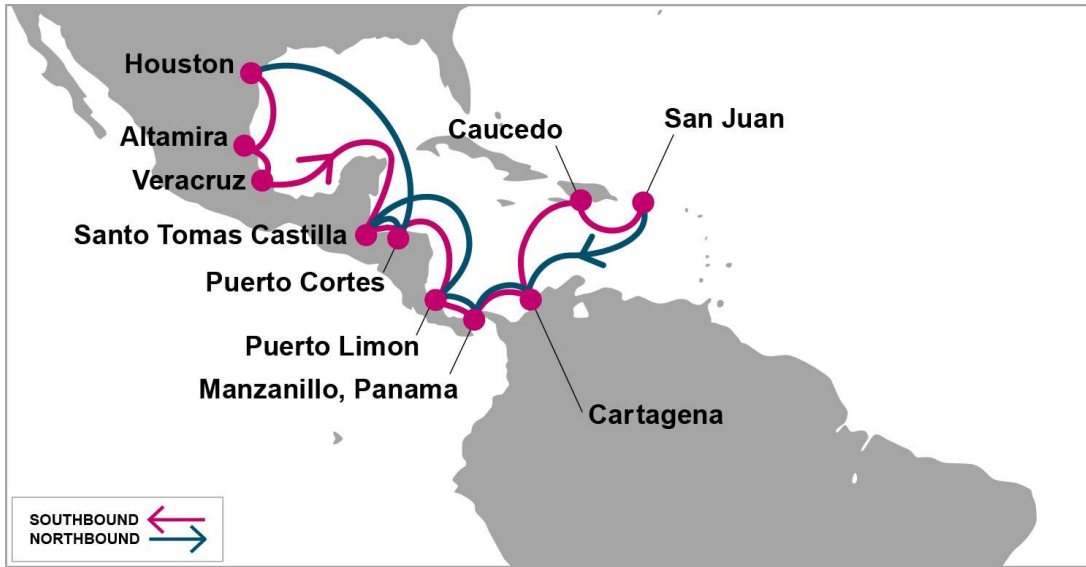 Houston
Altamira
Veracruz
Santo Tomas Castilla
Puerto Cortes
Puerto Limon
Manzanillo, Panama
Caucedo
San Juan
Cartagena
SOUTHBOUND
NORTHBOUND